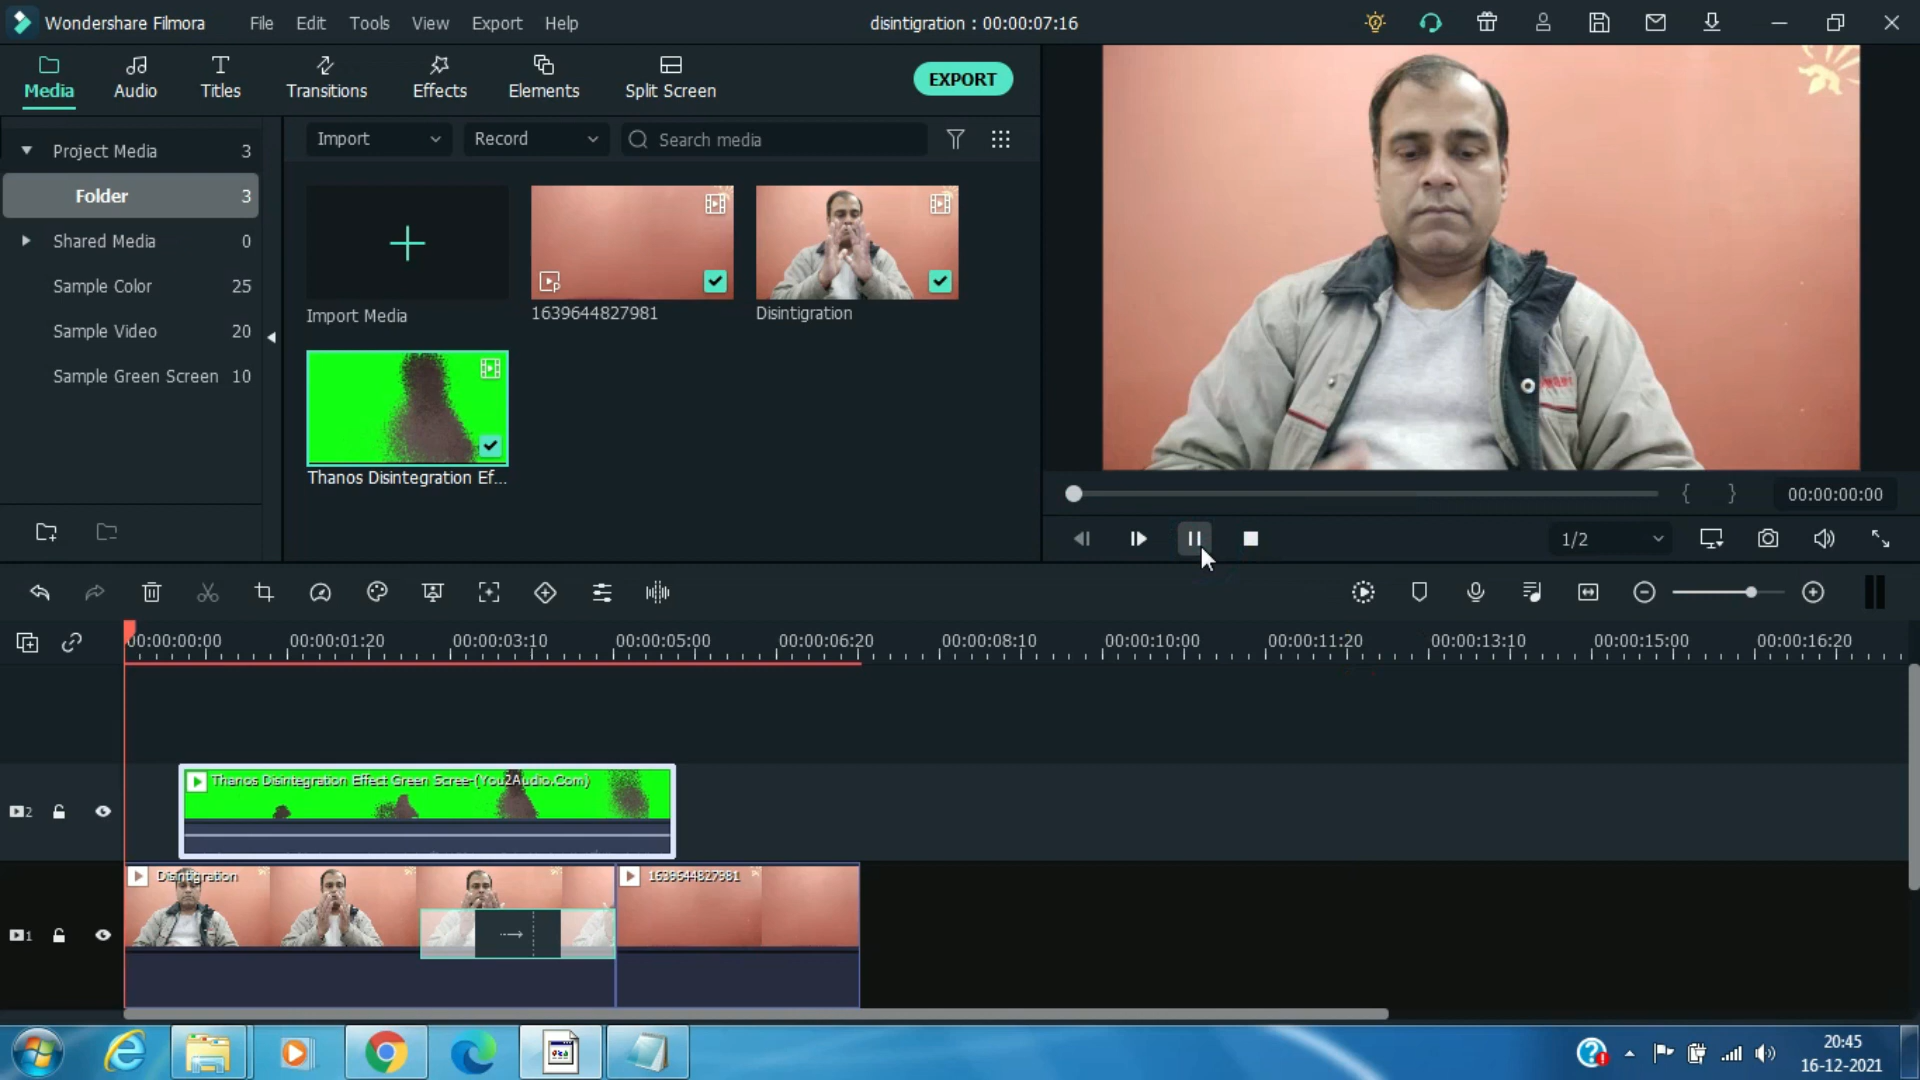 Wondershare Filmora
File
Edit
Tools
View
Export
Help
disintigration : 00:00:07:16
Media
Audio
Titles
Transitions
Effects
Elements
Split Screen
EXPORT
Project Media 3
Folder 3
Shared Media 0
Sample Color 25
Sample Video 20
Sample Green Screen 10
Import
Record
Search media
Import Media
1639644827981
Disintigration
Thanos Disintegration Ef...
{ }
00:00:00:00
1/2
00:00:00:00
00:00:01:20
00:00:03:10
00:00:05:00
00:00:06:20
00:00:08:10
00:00:10:00
00:00:11:20
00:00:13:10
00:00:15:00
00:00:16:20
2
Thanos Disintegration Effect Green Scree-(You2Audio.Com)
1
Disintigration
1639644827981
20:45
16-12-2021